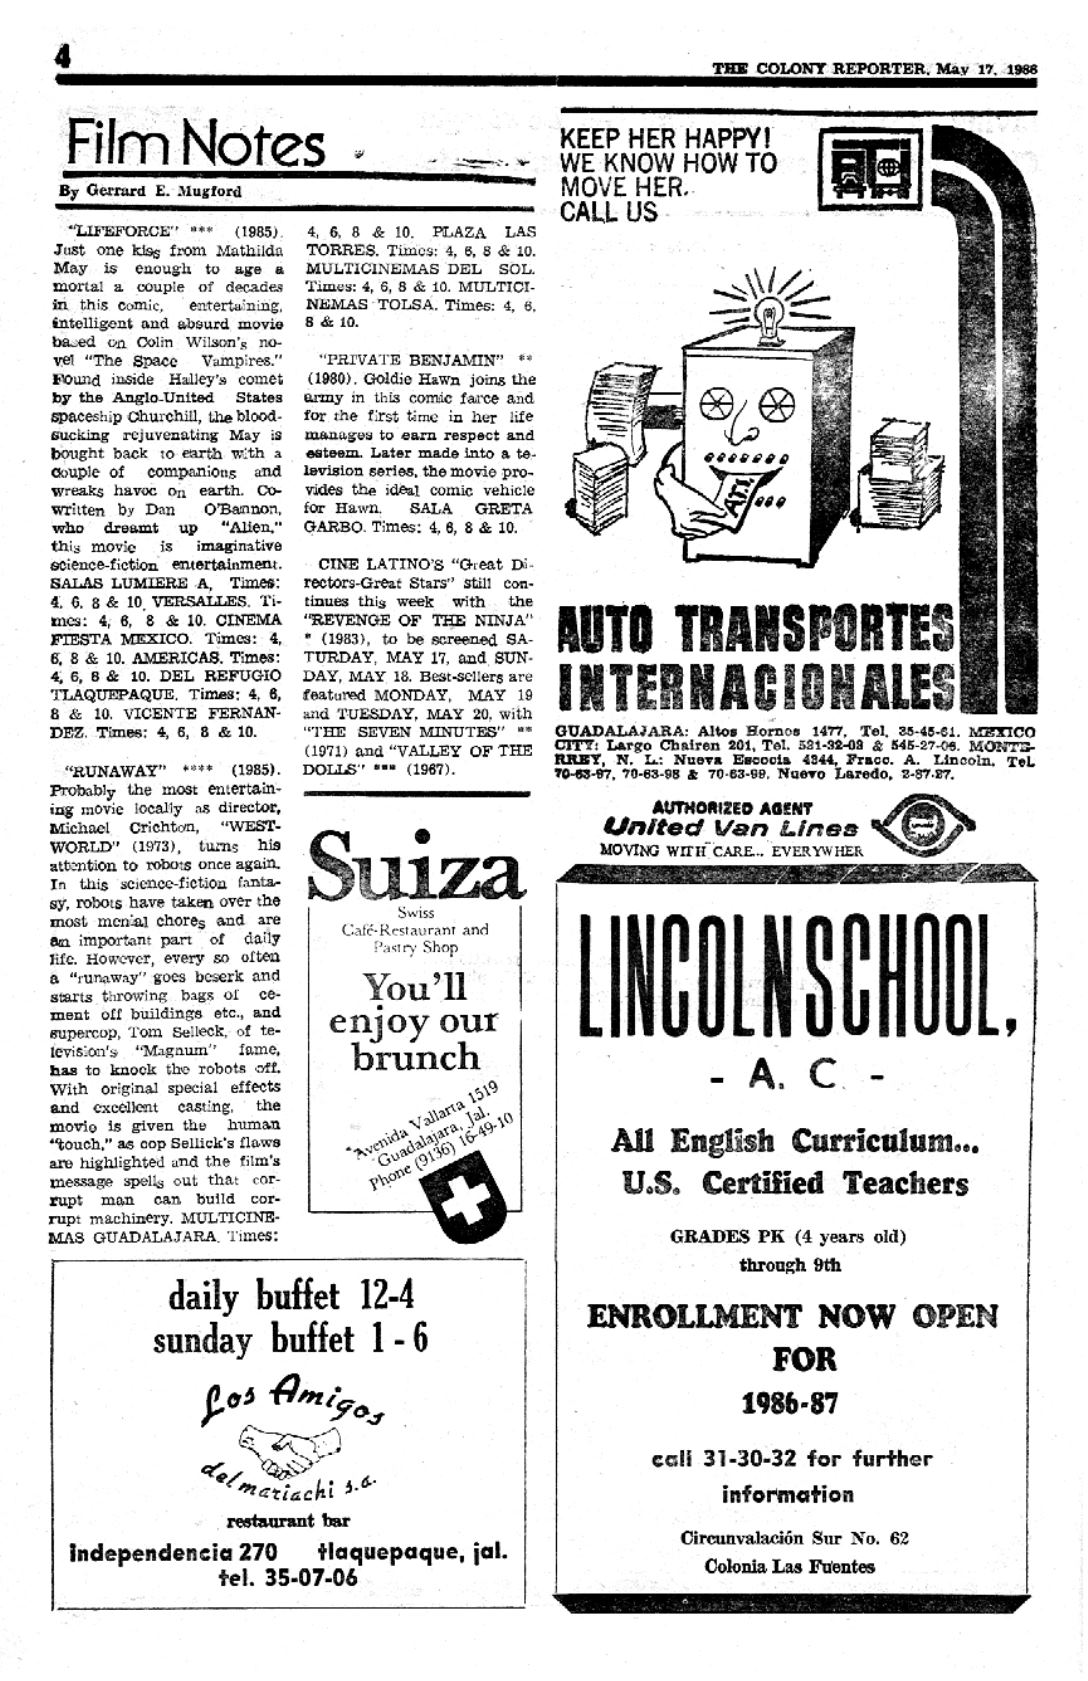 4
THE COLONY REPORTER, May 17, 1986
Film Notes
By Gerrard E. Mugford
"LIFEFORCE" *** (1985).
Just one kiss from Mathilda
May is enough to age a
mortal a couple of decades
in this comic, entertaining,
intelligent and absurd movie
based on Colin Wilson's no-
vel "The Space Vampires."
Found inside Halley's comet
by the Anglo-United States
spaceship Churchill, the blood-
sucking rejuvenating May is
bought back to earth with a
couple of companions and
wreaks havoc on earth. Co-
written by Dan O'Bannon,
who dreamt up "Alien,"
this movie is imaginative
science-fiction entertainment.
SALAS LUMIERE A, Times:
4, 6, 8 & 10. VERSALLES. Ti-
mes: 4, 6, 8 & 10. CINEMA
FIESTA MEXICO. Times: 4,
6, 8 & 10. AMERICAS. Times:
4, 6, 8 & 10. DEL REFUGIO
TLAQUEPAQUE. Times: 4, 6,
8 & 10. VICENTE FERNAN-
DEZ. Times: 4, 6, 8 & 10.
"RUNAWAY" **** (1985).
Probably the most entertain-
ing movie locally as director,
Michael Crichton, "WEST-
WORLD" (1973), turns his
attention to robots once again.
In this science-fiction fanta-
sy, robots have taken over the
most menial chores and are
an important part of daily
life. However, every so often
a "runaway" goes beserk and
starts throwing bags of ce-
ment off buildings etc., and
supercop, Tom Selleck, of te-
levision's "Magnum" fame,
has to knock the robots off.
With original special effects
and excellent casting, the
movie is given the human
"touch," as cop Sellick's flaws
are highlighted and the film's
message spells out that cor-
rupt man can build cor-
rupt machinery. MULTICINE-
MAS GUADALAJARA. Times:
4, 6, 8 & 10. PLAZA LAS
TORRES. Times: 4, 6, 8 & 10.
MULTICINEMAS DEL SOL.
Times: 4, 6, 8 & 10. MULTICI-
NEMAS TOLSA. Times: 4, 6,
8 & 10.
"PRIVATE BENJAMIN" **
(1980). Goldie Hawn joins the
army in this comic farce and
for the first time in her life
manages to earn respect and
esteem. Later made into a te-
levision series, the movie pro-
vides the ideal comic vehicle
for Hawn. SALA GRETA
GARBO. Times: 4, 6, 8 & 10.
CINE LATINO'S "Great Di-
rectors-Great Stars" still con-
tinues this week with the
"REVENGE OF THE NINJA"
* (1983), to be screened SA-
TURDAY, MAY 17, and SUN-
DAY, MAY 18. Best-sellers are
featured MONDAY, MAY 19
and TUESDAY, MAY 20, with
"THE SEVEN MINUTES" **
(1971) and "VALLEY OF THE
DOLLS" *** (1967).
Suiza
Swiss
Café-Restaurant and
Pastry Shop
You'll
enjoy our
brunch
Avenida Vallarta 1519
Guadalajara, Jal.
Phone (9136) 16-49-10
daily buffet 12-4
sunday buffet 1 - 6
Los Amigos
del mariachi s.a.
restaurant bar
independencia 270 tlaquepaque, jal.
tel. 35-07-06
KEEP HER HAPPY!
WE KNOW HOW TO
MOVE HER.
CALL US
ATI,
AUTO TRANSPORTES
INTERNACIONALES
GUADALAJARA: Altos Hornos 1477, Tel. 35-45-61. MEXICO
CITY: Largo Chairen 201, Tel. 531-32-03 & 545-27-06. MONTE-
RREY, N. L.: Nueva Escocia 4344, Fracc. A. Lincoln, Tel.
70-63-97, 70-63-98 & 70-63-99, Nuevo Laredo, 2-37-27.
AUTHORIZED AGENT
United Van Lines
MOVING WITH CARE... EVERYWHER
LINCOLN SCHOOL,
- A. C. -
All English Curriculum...
U.S. Certified Teachers
GRADES PK (4 years old)
through 9th
ENROLLMENT NOW OPEN
FOR
1986-87
call 31-30-32 for further
information
Circunvalación Sur No. 62
Colonia Las Fuentes